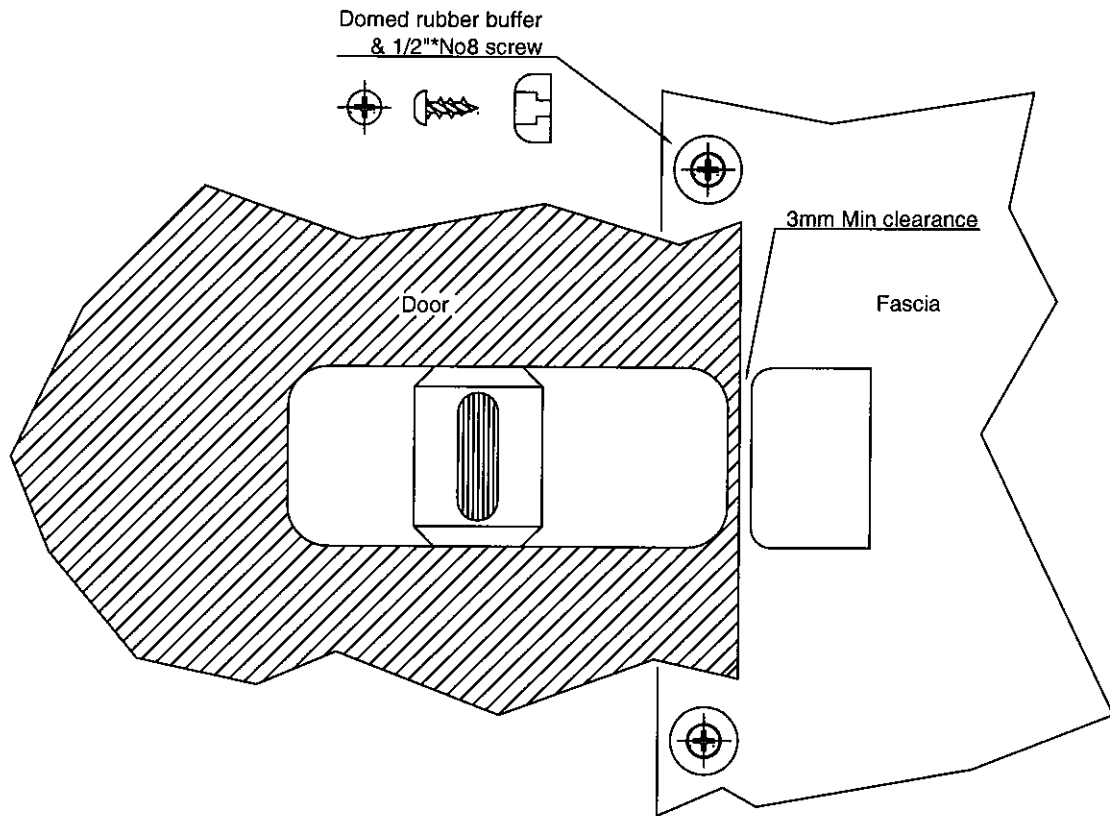 Domed rubber buffer
& 1/2"*No8 screw
3mm Min clearance
Door
Fascia